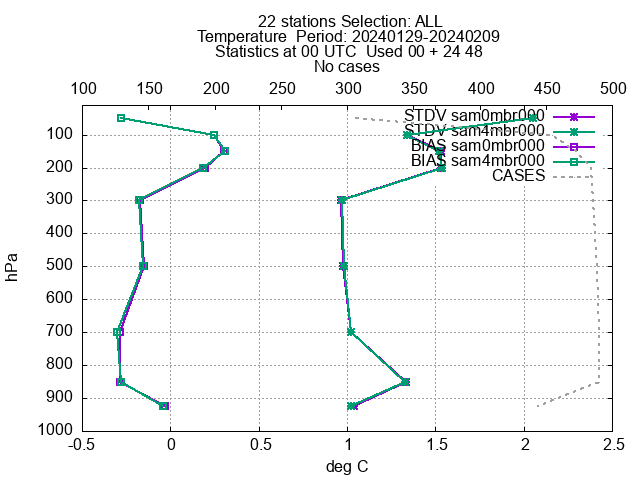 22 stations Selection: ALL
Temperature  Period: 20240129-20240209
Statistics at 00 UTC  Used 00 + 24 48
No cases
100 150 200 250 300 350 400 450 500
STDV sam0mbr000
STDV sam4mbr000
BIAS sam0mbr000
BIAS sam4mbr000
CASES
100
200
300
400
500
600
700
800
900
1000
hPa
-0.5 0 0.5 1 1.5 2 2.5
deg C